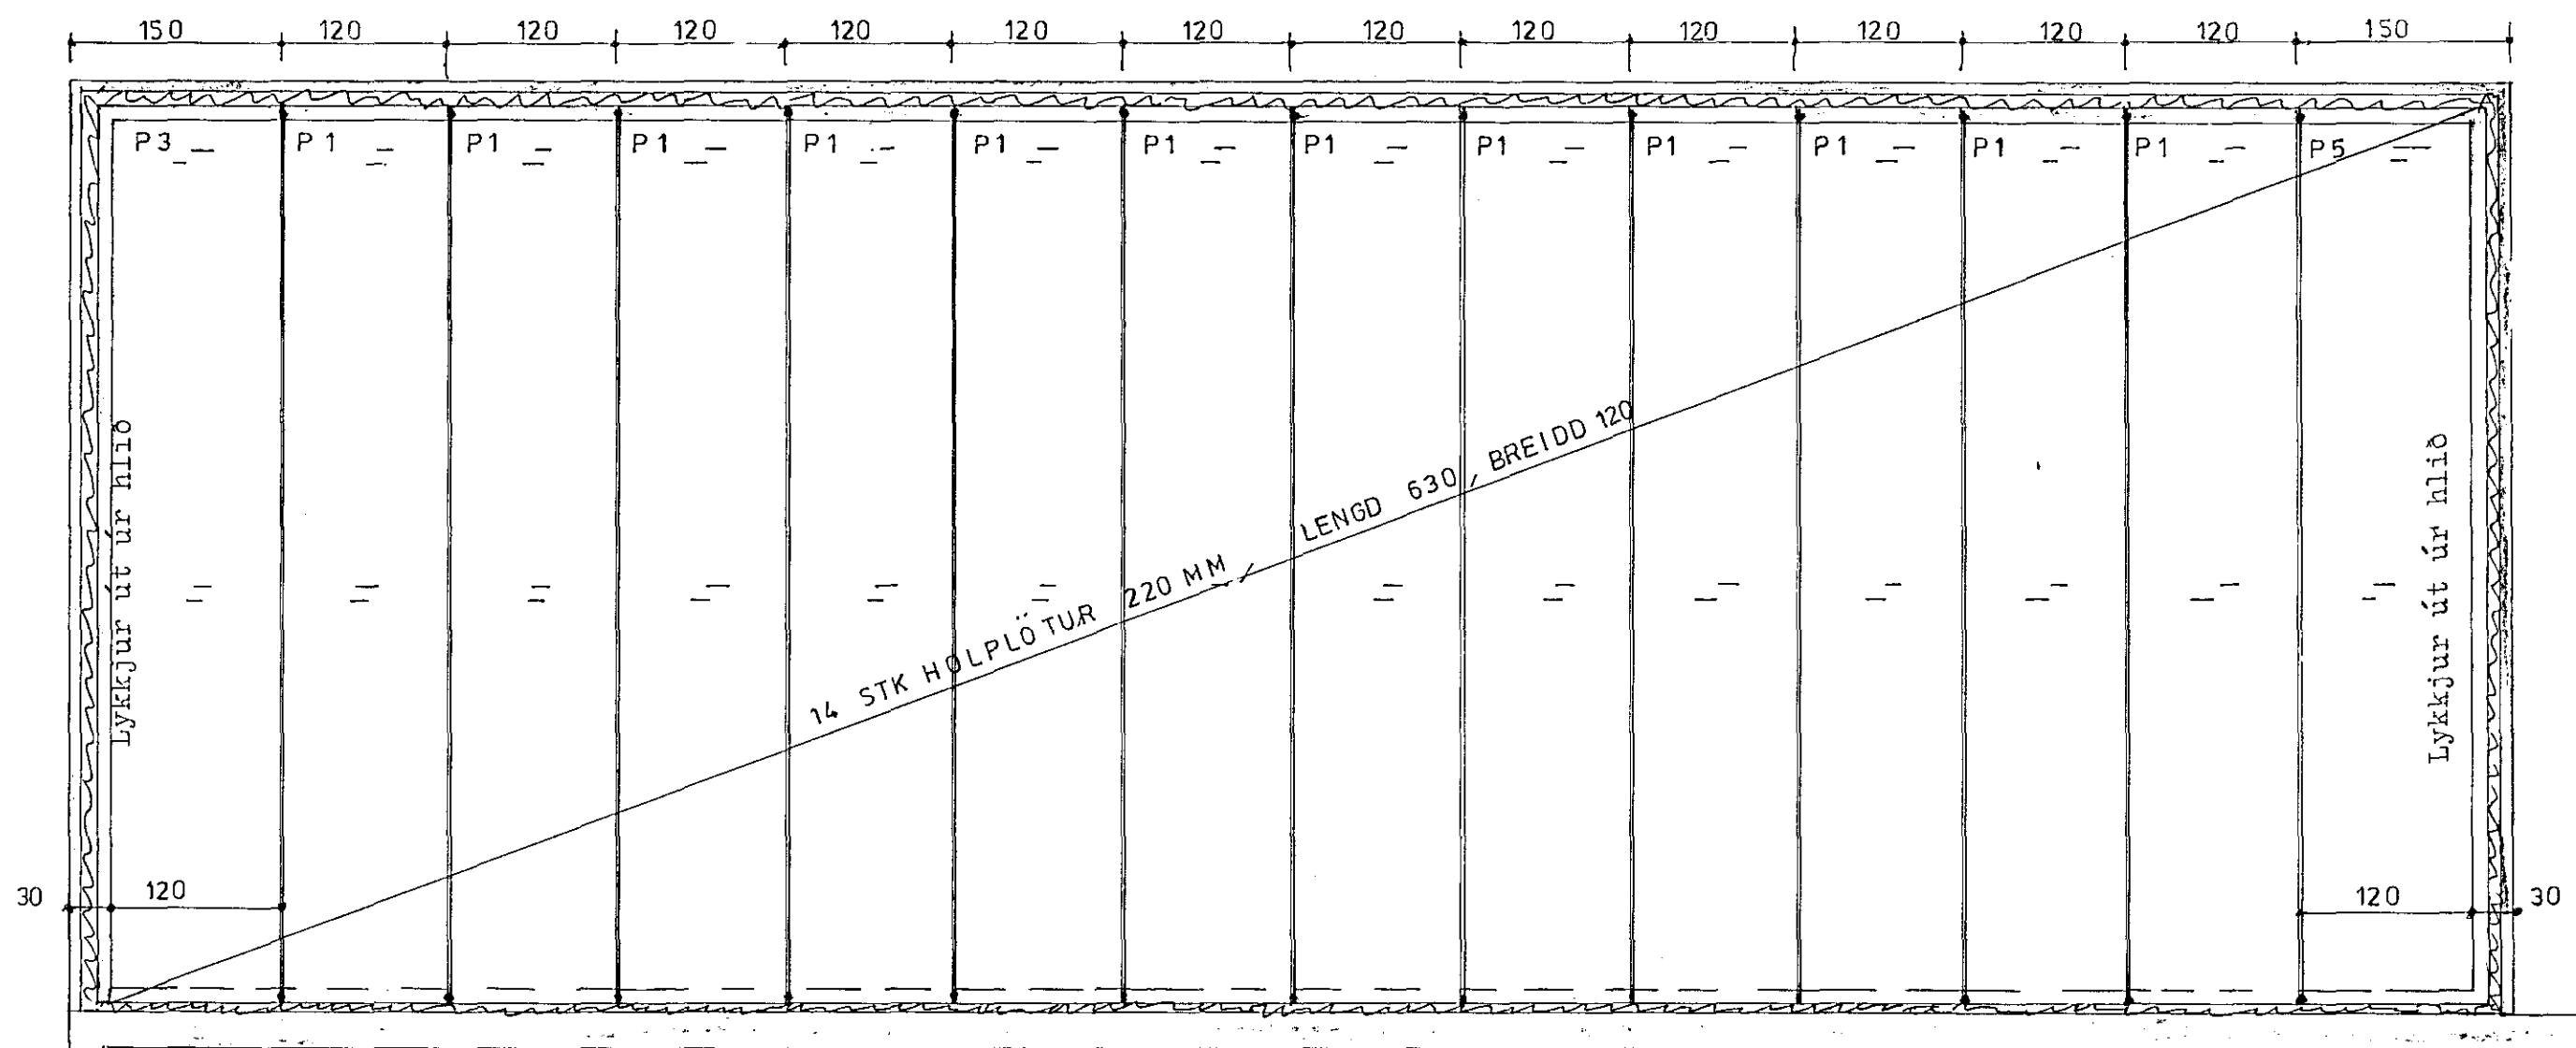 150 120 120 120 120 120 120 120 120 120 120 120 120 150
P3 P1 P1 P1 P1 P1 P1 P1 P1 P1 P1 P1 P1 P5
Lykkjur út úr hlið
14 STK HOLPLÖTUR 220 MM, LENGD 630, BREIDD 120
Lykkjur út úr hlið
30 120 120 30